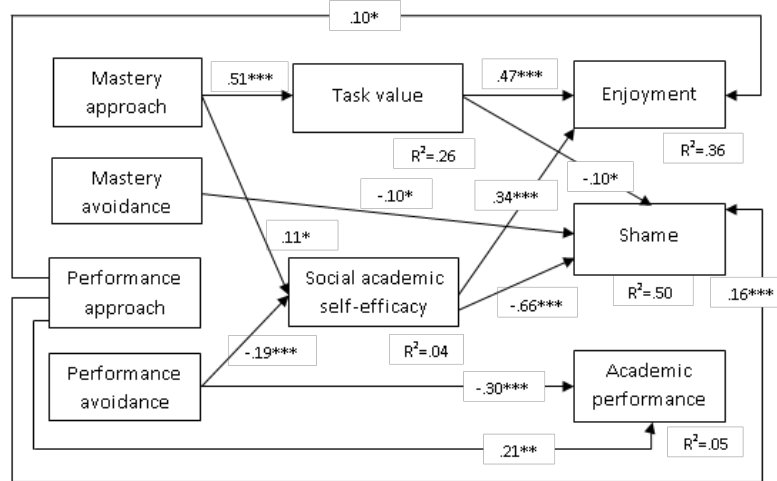 .10*
Mastery
approach
.51***
Task value
.47***
Enjoyment
R²=.26
R²=.36
Mastery
avoidance
-.10*
.34***
-.10*
Shame
.11*
Performance
approach
Social academic
self-efficacy
-.66***
R²=.50
.16***
-.19***
R²=.04
Performance
avoidance
-.30***
Academic
performance
.21**
R²=.05